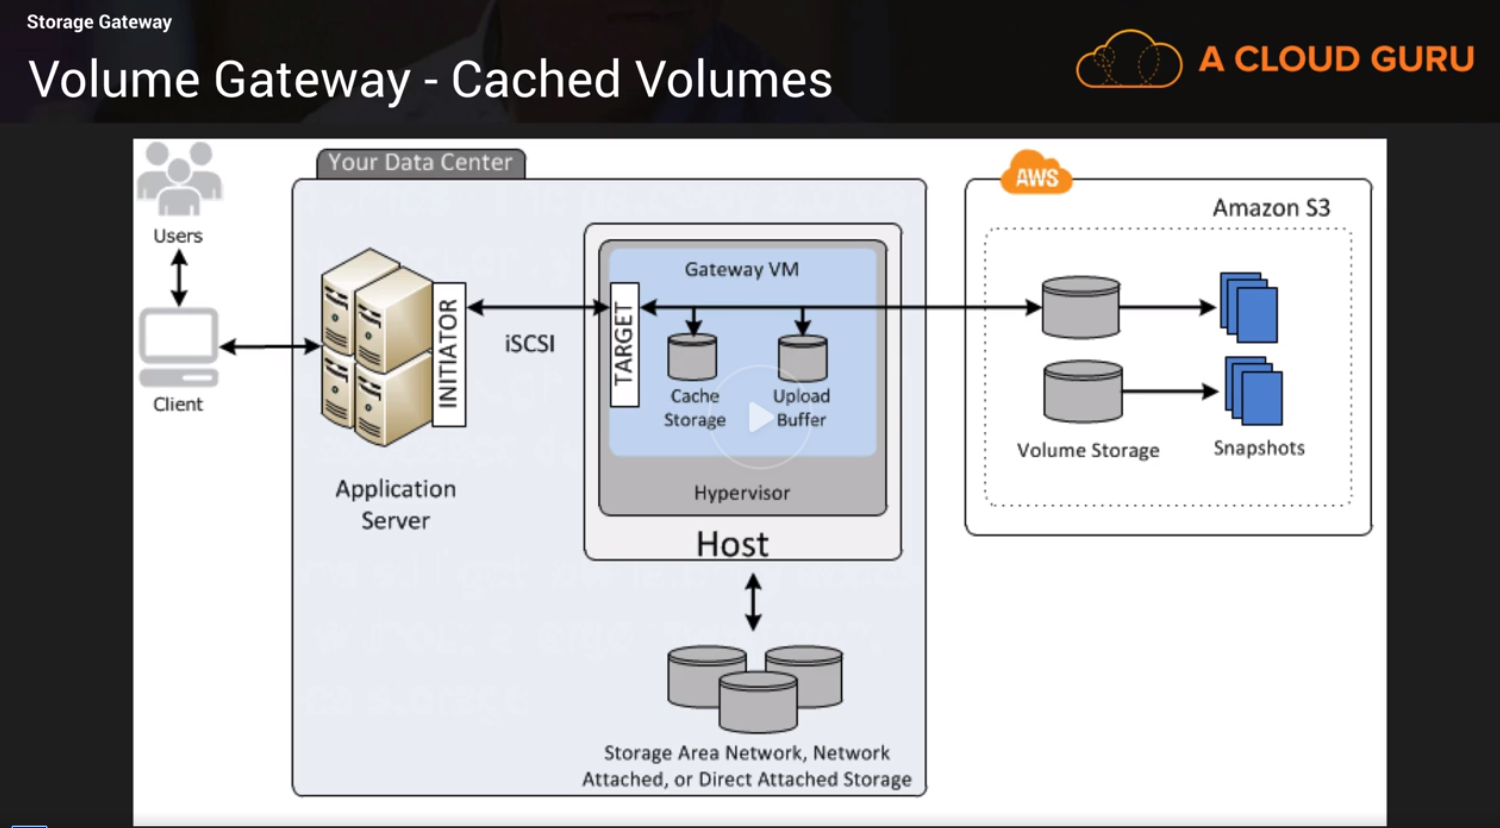 Storage Gateway
Volume Gateway - Cached Volumes
A CLOUD GURU
Users
Client
Your Data Center
Application
Server
INITIATOR
iSCSI
TARGET
Gateway VM
Cache
Storage
Upload
Buffer
Hypervisor
Host
Storage Area Network, Network
Attached, or Direct Attached Storage
AWS
Amazon S3
Volume Storage
Snapshots